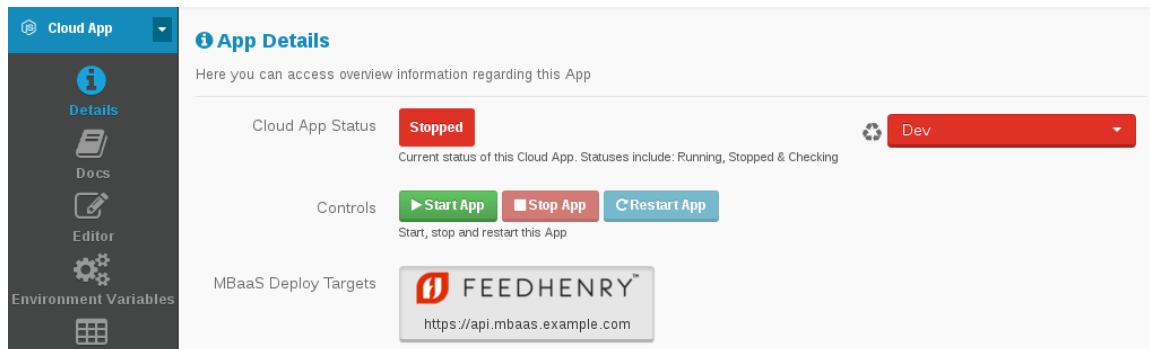 JS Cloud App
App Details
Here you can access overview information regarding this App
Details
Docs
Editor
Environment Variables
Cloud App Status
Stopped
Dev
Current status of this Cloud App. Statuses include: Running, Stopped & Checking
Controls
Start App Stop App Restart App
Start, stop and restart this App
MBaaS Deploy Targets
FEEDHENRY™
https://api.mbaas.example.com